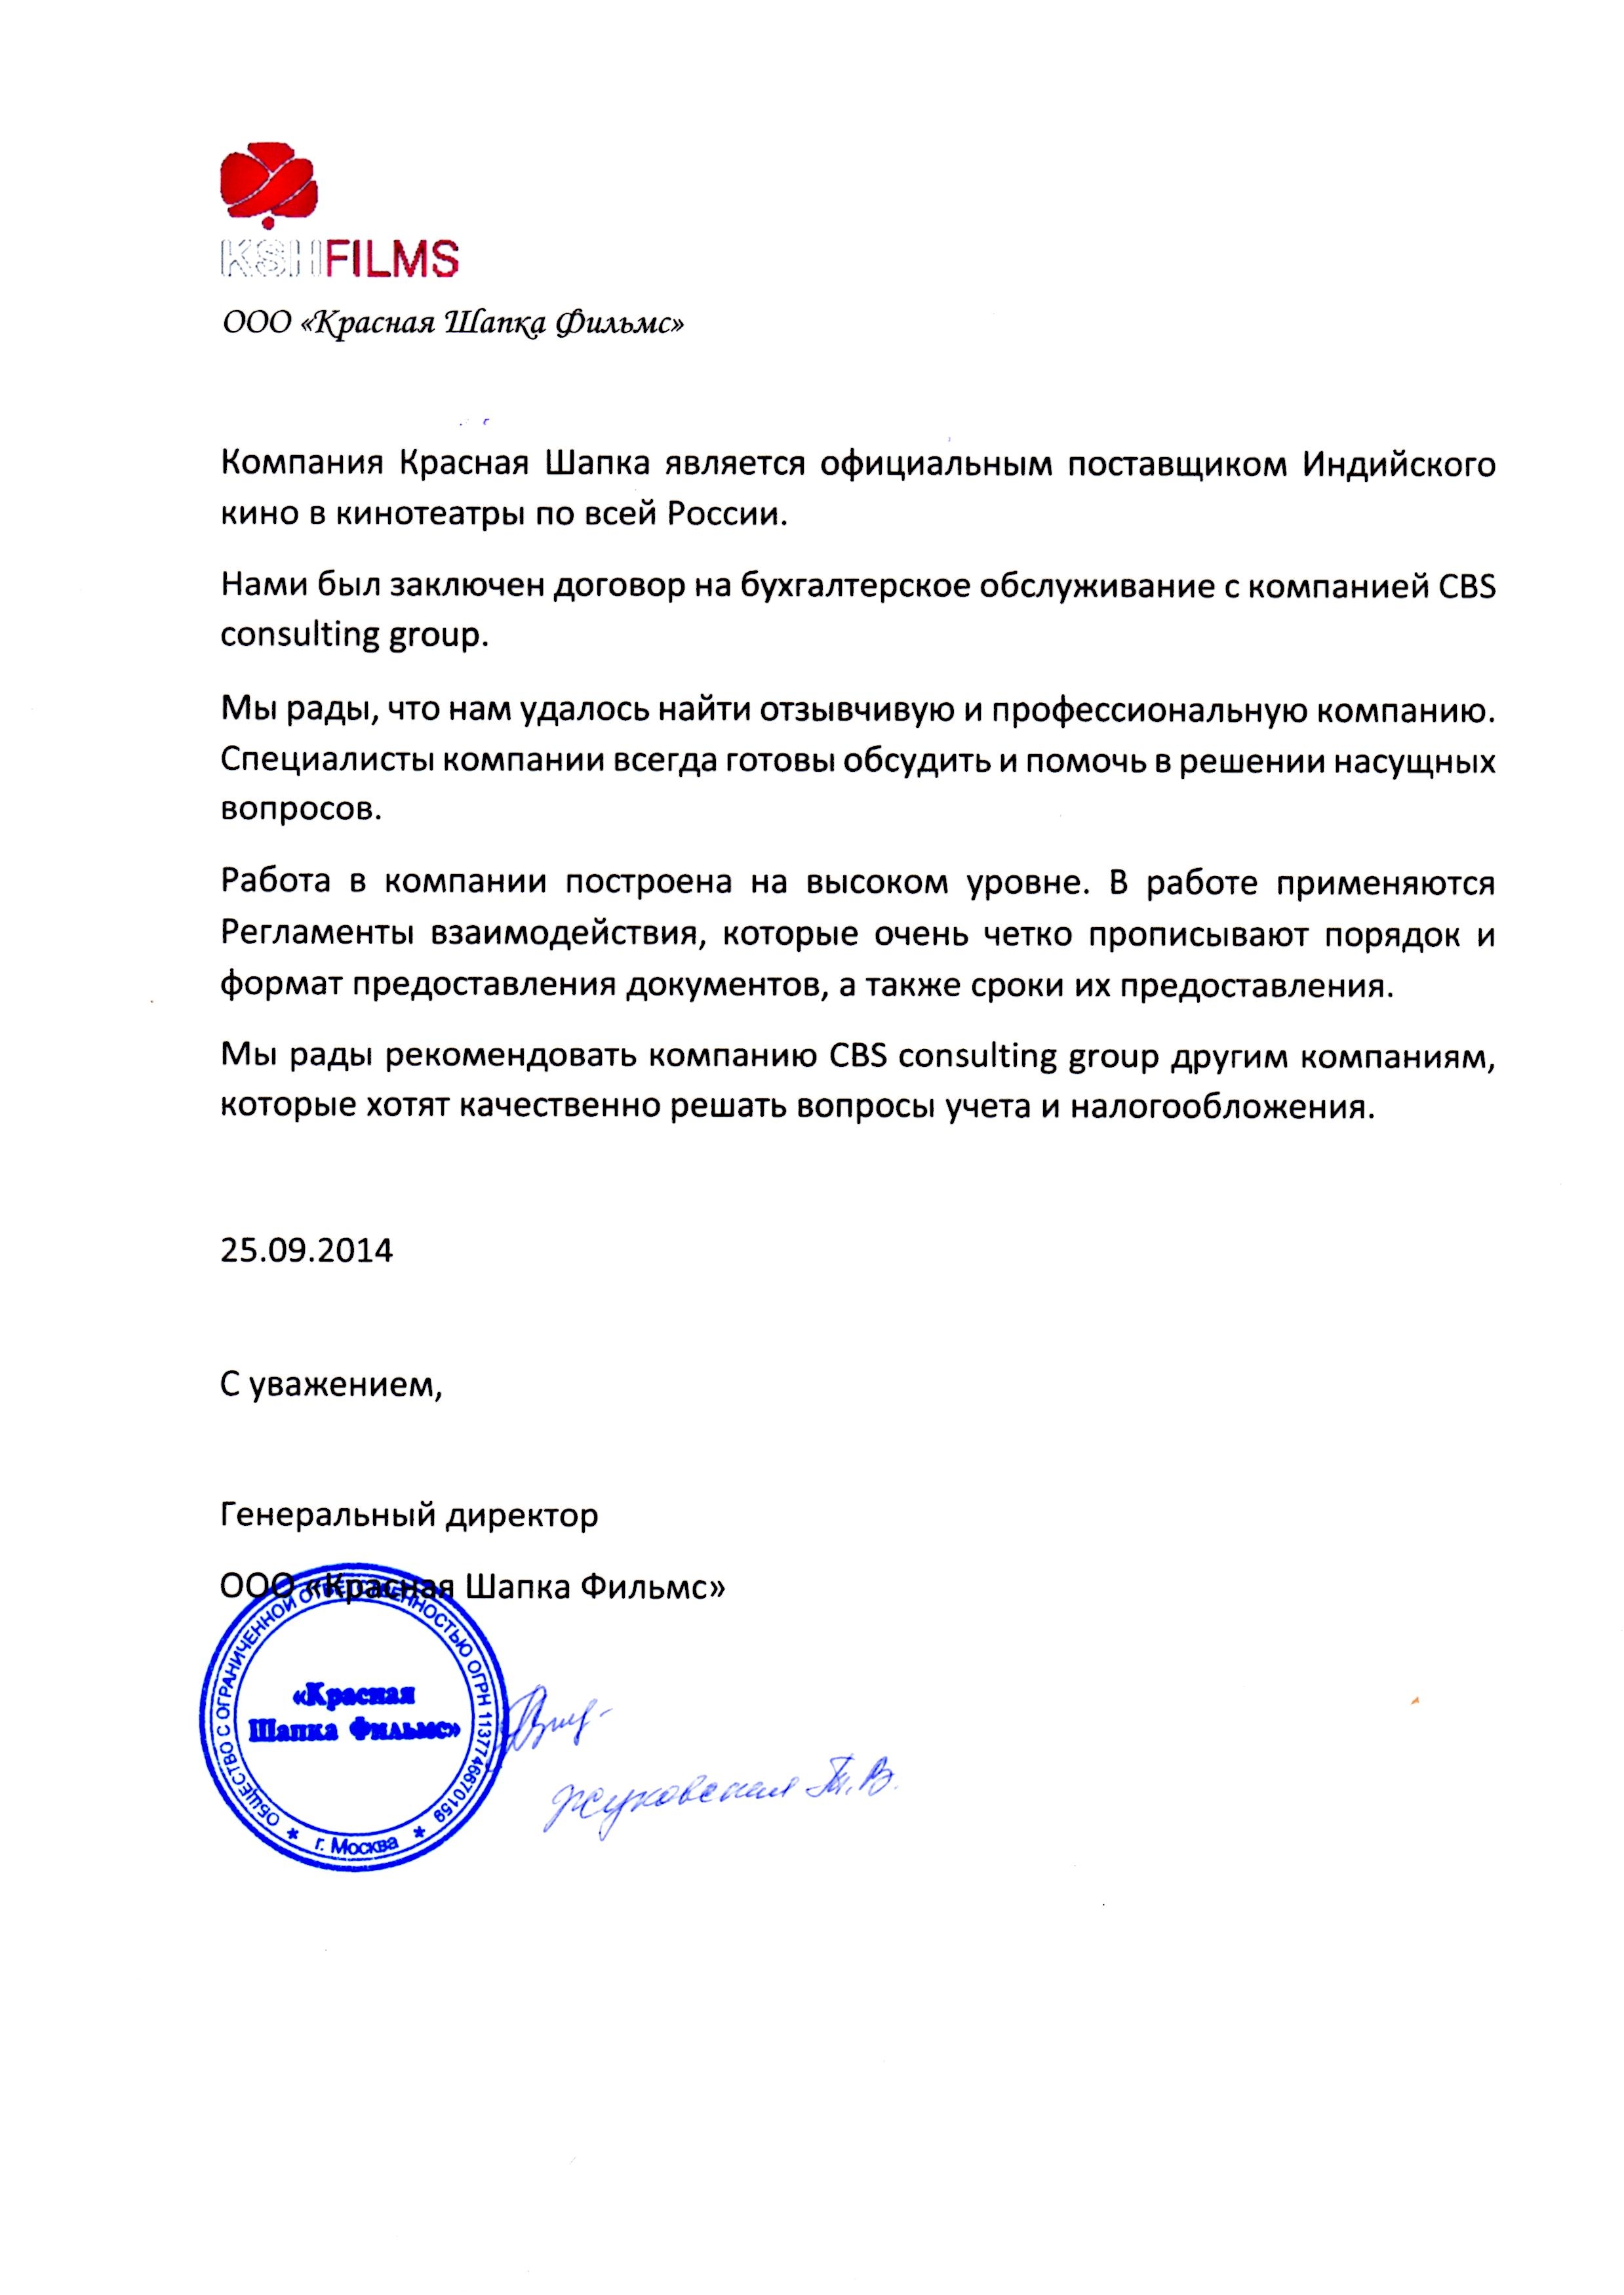 KSHFILMS
ООО «Красная Шапка Фильмс»
Компания Красная Шапка является официальным поставщиком Индийского
кино в кинотеатры по всей России.
Нами был заключен договор на бухгалтерское обслуживание с компанией CBS
consulting group.
Мы рады, что нам удалось найти отзывчивую и профессиональную компанию.
Специалисты компании всегда готовы обсудить и помочь в решении насущных
вопросов.
Работа в компании построена на высоком уровне. В работе применяются
Регламенты взаимодействия, которые очень четко прописывают порядок и
формат предоставления документов, а также сроки их предоставления.
Мы рады рекомендовать компанию CBS consulting group другим компаниям,
которые хотят качественно решать вопросы учета и налогообложения.
25.09.2014
С уважением,
Генеральный директор
ООО «Красная Шапка Фильмс»
ОБЩЕСТВО С ОГРАНИЧЕННОЙ ОТВЕТСТВЕННОСТЬЮ ОГРН 1137746670159
«Красная
Шапка Фильмс»
* г. Москва *
Жуковская Т.В.